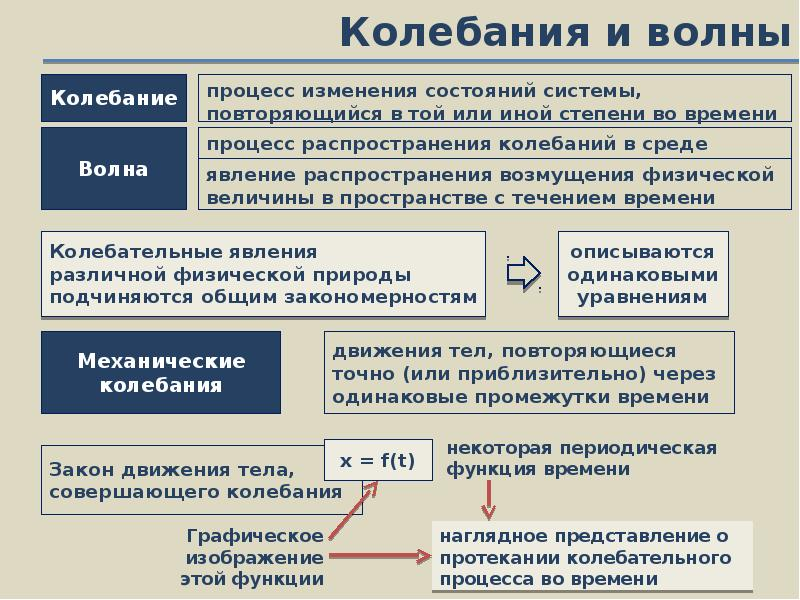 Колебания и волны
Колебание
процесс изменения состояний системы,
повторяющийся в той или иной степени во времени
Волна
процесс распространения колебаний в среде
явление распространения возмущения физической
величины в пространстве с течением времени
Колебательные явления
различной физической природы
подчиняются общим закономерностям
описываются
одинаковыми
уравнениям
Механические
колебания
движения тел, повторяющиеся
точно (или приблизительно) через
одинаковые промежутки времени
Закон движения тела,
совершающего колебания
x = f(t)
некоторая периодическая
функция времени
Графическое
изображение
этой функции
наглядное представление о
протекании колебательного
процесса во времени